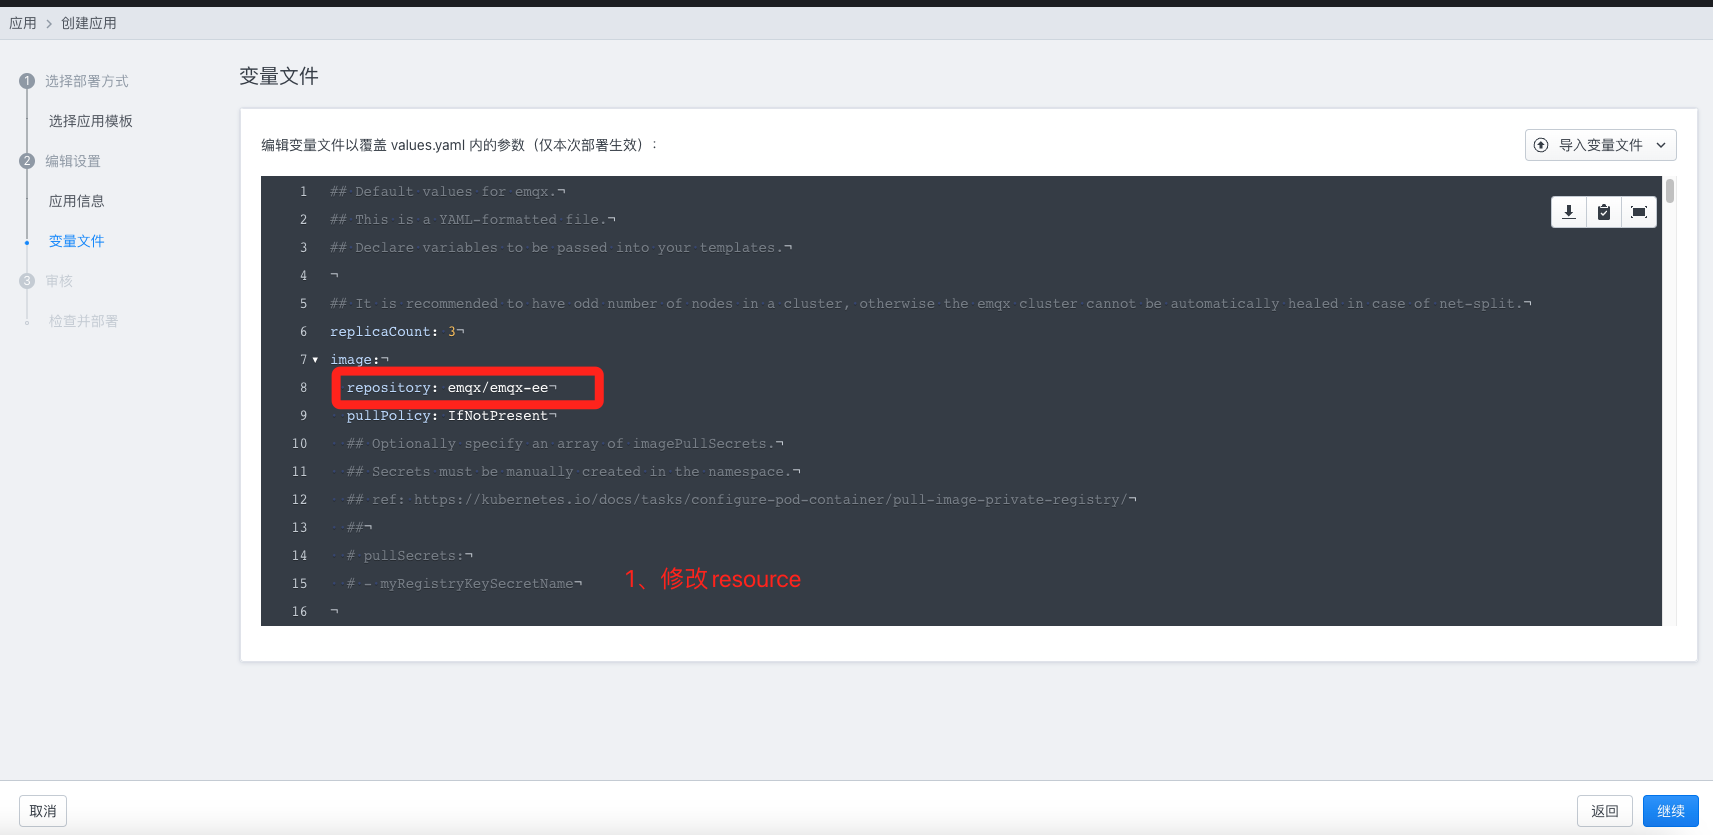 应用 > 创建应用
1 选择部署方式
选择应用模板
2 编辑设置
应用信息
变量文件
3 审核
检查并部署
变量文件
编辑变量文件以覆盖 values.yaml 内的参数（仅本次部署生效）:
导入变量文件
1 ## Default values for emqx.¬
2 ## This is a YAML-formatted file.¬
3 ## Declare variables to be passed into your templates.¬
4 ¬
5 ## It is recommended to have odd number of nodes in a cluster, otherwise the emqx cluster cannot be automatically healed in case of net-split.¬
6 replicaCount: 3¬
7 image:¬
8 repository: emqx/emqx-ee¬
9 pullPolicy: IfNotPresent¬
10 ## Optionally specify an array of imagePullSecrets.¬
11 ## Secrets must be manually created in the namespace.¬
12 ## ref: https://kubernetes.io/docs/tasks/configure-pod-container/pull-image-private-registry/¬
13 ##¬
14 # pullSecrets:¬
15 # - myRegistryKeySecretName¬
1、修改resource
16 ¬
取消
返回
继续